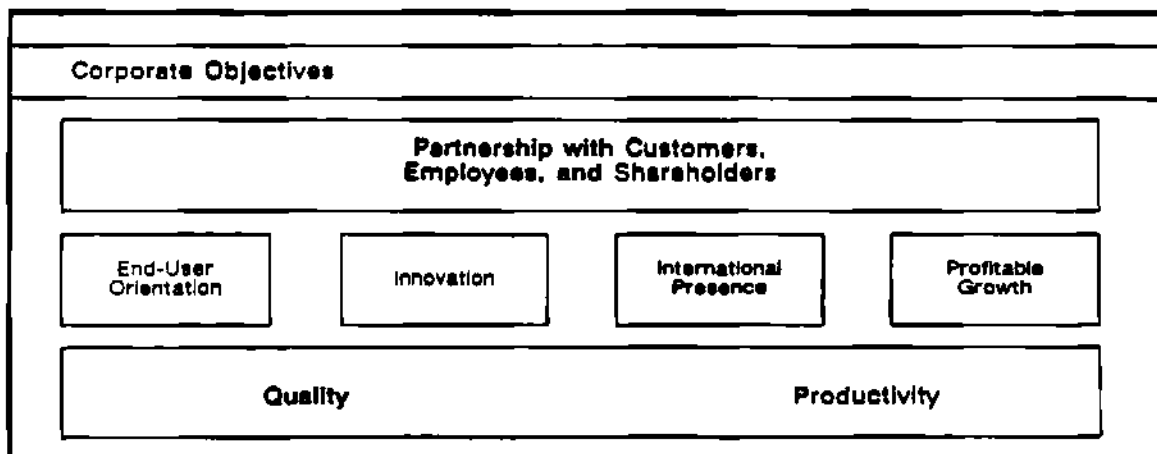 Corporate Objectives
Partnership with Customers,
Employees, and Shareholders
End-User
Orientation
Innovation
International
Presence
Profitable
Growth
Quality
Productivity